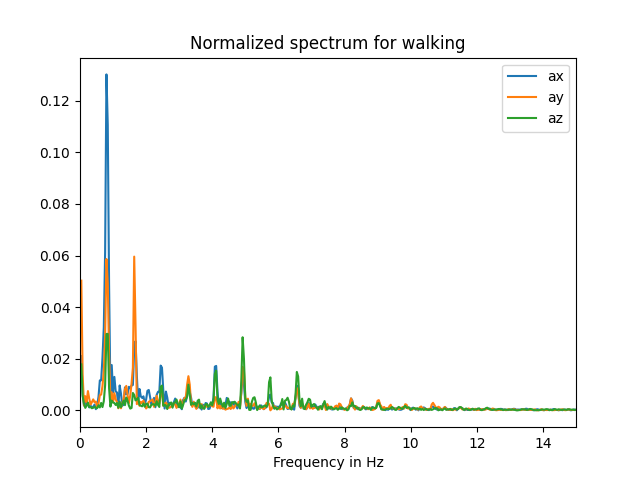 Normalized spectrum for walking
ax
ay
az
0.12
0.10
0.08
0.06
0.04
0.02
0.00
0 2 4 6 8 10 12 14
Frequency in Hz